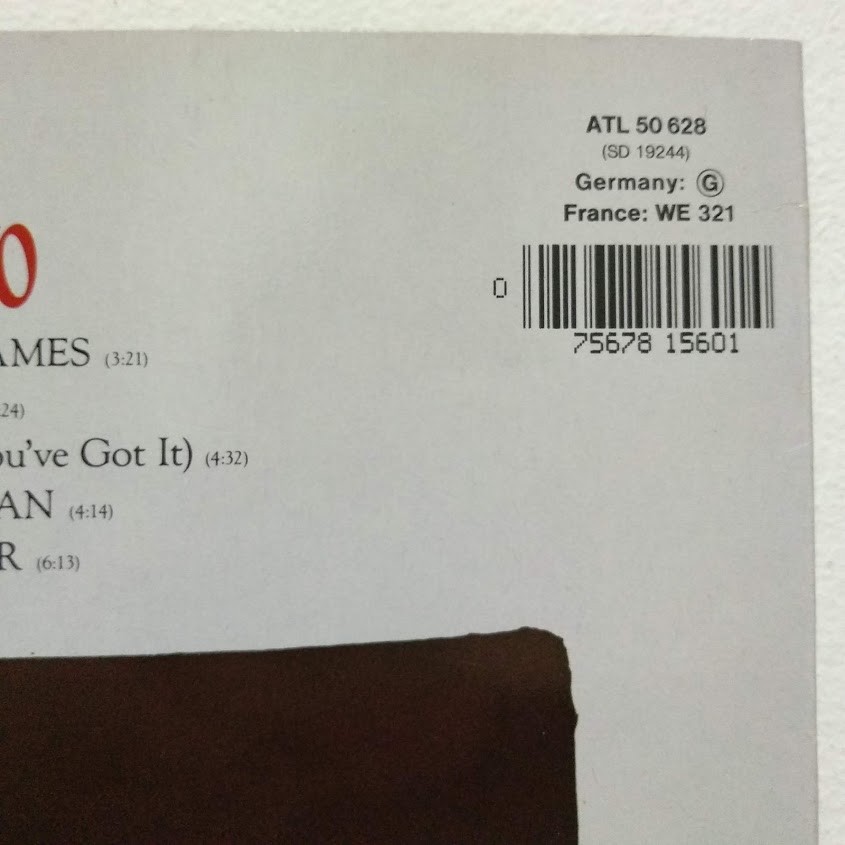 ATL 50 628
(SD 19244)
Germany: G
France: WE 321
0
75678 15601
O
AMES (3:21)
24)
ou've Got It) (4:32)
AN (4:14)
R (6:13)